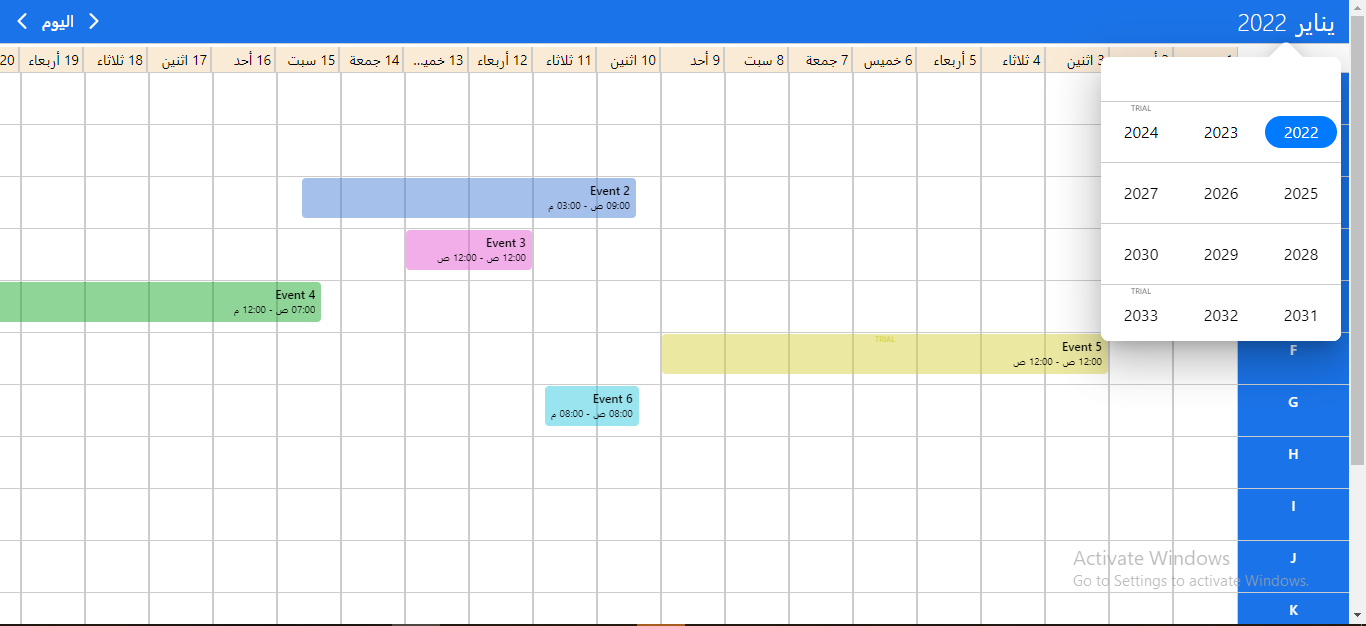 يناير 2022
اليوم
3 اثنين
4 ثلاثاء
5 أربعاء
6 خميس
7 جمعة
8 سبت
9 أحد
10 اثنين
11 ثلاثاء
12 أربعاء
13 خميـ...
14 جمعة
15 سبت
16 أحد
17 اثنين
18 ثلاثاء
19 أربعاء
20
TRIAL
2022 2023 2024
2025 2026 2027
2028 2029 2030
TRIAL
2031 2032 2033
Event 2
09:00 ص - 03:00 م
Event 3
12:00 ص - 12:00 ص
Event 4
07:00 ص - 12:00 م
TRIAL
Event 5
12:00 ص - 12:00 ص
Event 6
08:00 ص - 08:00 م
F
G
H
I
J
K
Activate Windows
Go to Settings to activate Windows.